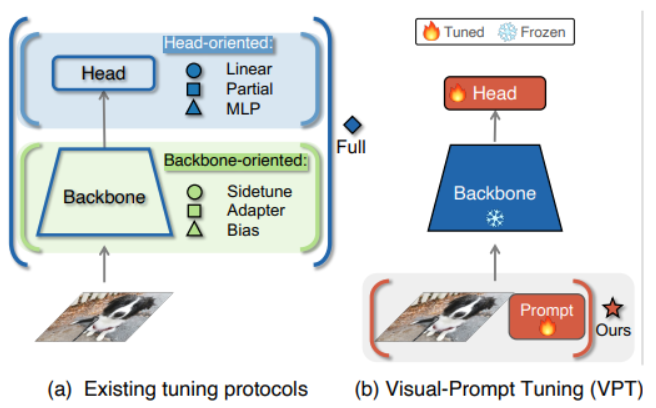 Head-oriented:
Head
Linear
Partial
MLP
Full
Backbone-oriented:
Backbone
Sidetune
Adapter
Bias
(a) Existing tuning protocols
Tuned Frozen
Head
Backbone
Prompt
Ours
(b) Visual-Prompt Tuning (VPT)